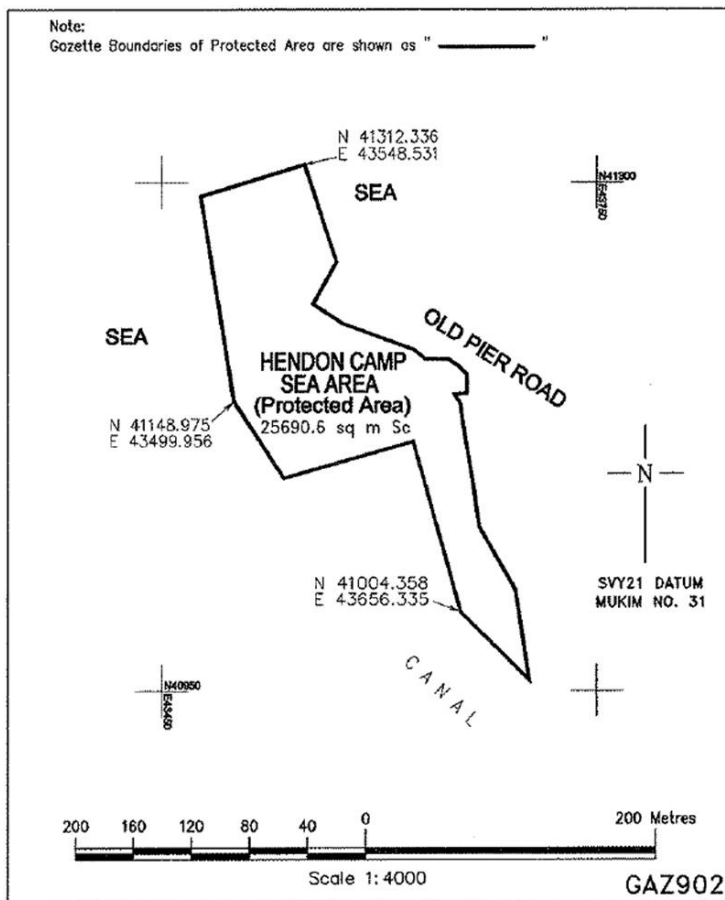 Note:
Gazette Boundaries of Protected Area are shown as " "
N 41312.336
E 43548.531
SEA
N41300
E43750
OLD PIER ROAD
SEA
HENDON CAMP
SEA AREA
(Protected Area)
25690.6 sq m Sc
N 41148.975
E 43499.956
N
N 41004.358
E 43656.335
SVY21 DATUM
MUKIM NO. 31
CANAL
N40950
E43450
200 160 120 80 40 0 200 Metres
Scale 1:4000
GAZ902